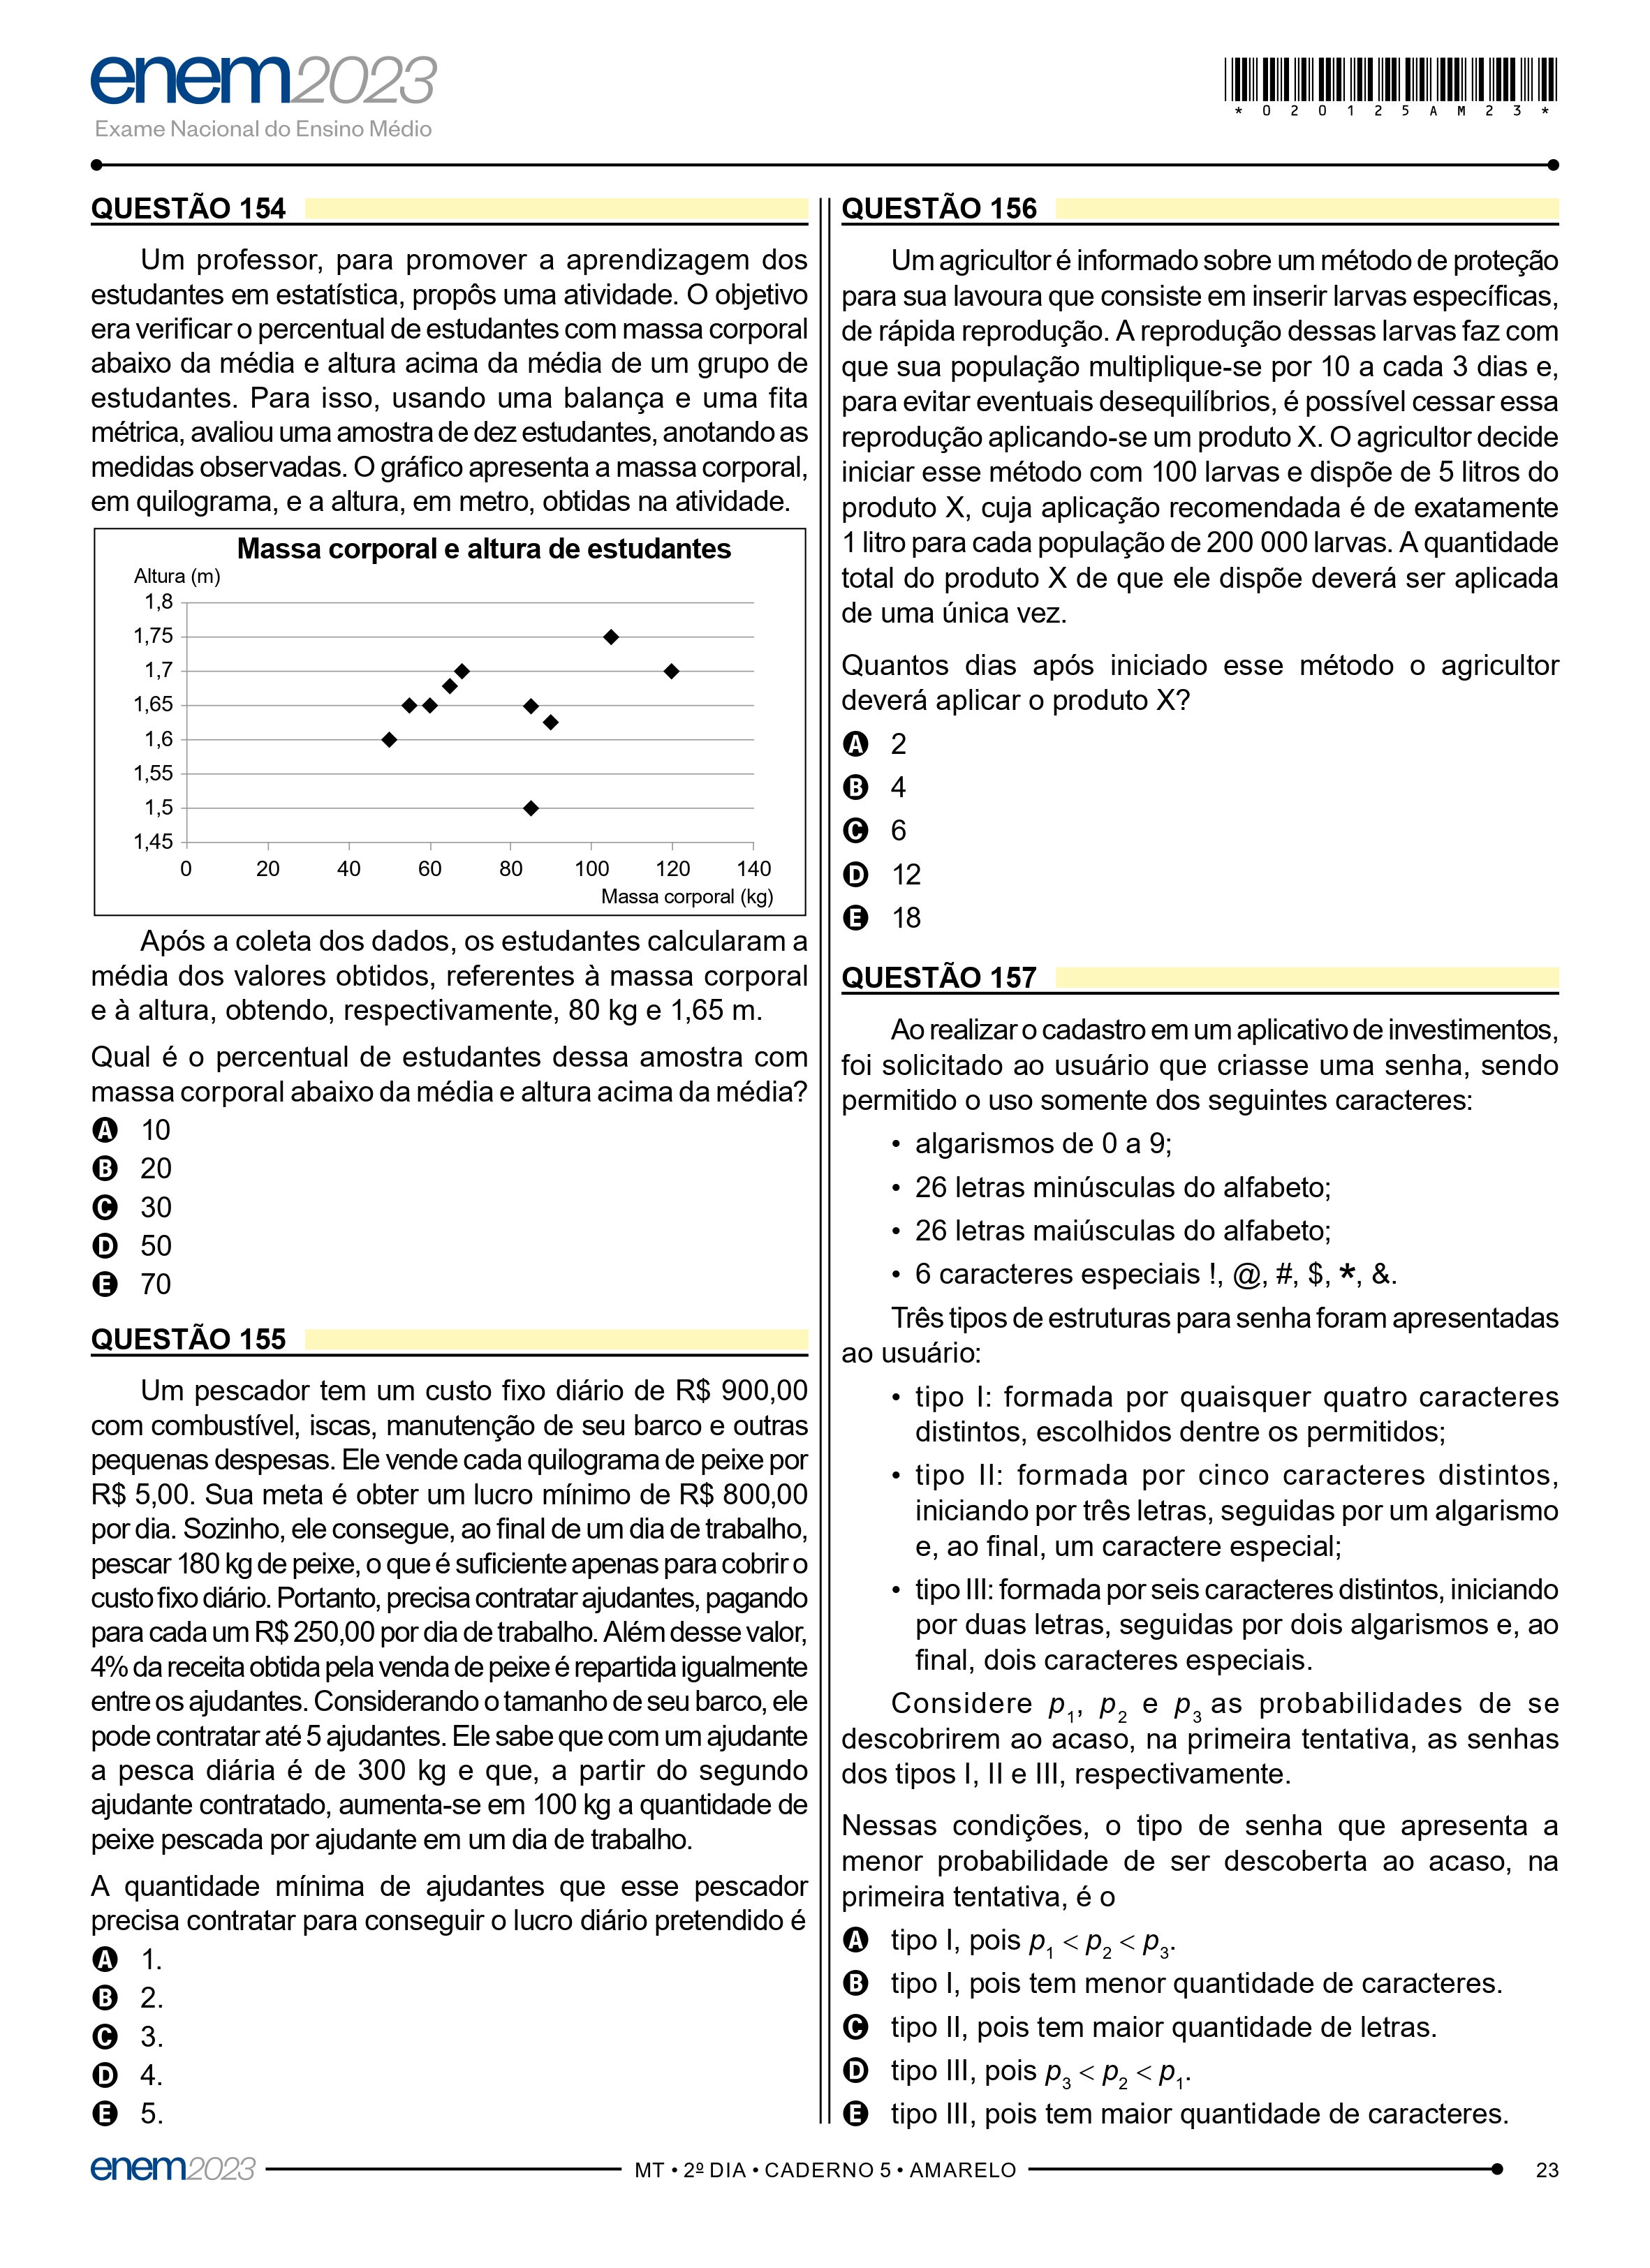 enem2023
Exame Nacional do Ensino Médio
*020125AM23*
QUESTÃO 154
Um professor, para promover a aprendizagem dos
estudantes em estatística, propôs uma atividade. O objetivo
era verificar o percentual de estudantes com massa corporal
abaixo da média e altura acima da média de um grupo de
estudantes. Para isso, usando uma balança e uma fita
métrica, avaliou uma amostra de dez estudantes, anotando as
medidas observadas. O gráfico apresenta a massa corporal,
em quilograma, e a altura, em metro, obtidas na atividade.
Massa corporal e altura de estudantes
Altura (m)
1,8
1,75
1,7
1,65
1,6
1,55
1,5
1,45
0 20 40 60 80 100 120 140
Massa corporal (kg)
Após a coleta dos dados, os estudantes calcularam a
média dos valores obtidos, referentes à massa corporal
e à altura, obtendo, respectivamente, 80 kg e 1,65 m.
Qual é o percentual de estudantes dessa amostra com
massa corporal abaixo da média e altura acima da média?
A 10
B 20
C 30
D 50
E 70
QUESTÃO 155
Um pescador tem um custo fixo diário de R$ 900,00
com combustível, iscas, manutenção de seu barco e outras
pequenas despesas. Ele vende cada quilograma de peixe por
R$ 5,00. Sua meta é obter um lucro mínimo de R$ 800,00
por dia. Sozinho, ele consegue, ao final de um dia de trabalho,
pescar 180 kg de peixe, o que é suficiente apenas para cobrir o
custo fixo diário. Portanto, precisa contratar ajudantes, pagando
para cada um R$ 250,00 por dia de trabalho. Além desse valor,
4% da receita obtida pela venda de peixe é repartida igualmente
entre os ajudantes. Considerando o tamanho de seu barco, ele
pode contratar até 5 ajudantes. Ele sabe que com um ajudante
a pesca diária é de 300 kg e que, a partir do segundo
ajudante contratado, aumenta-se em 100 kg a quantidade de
peixe pescada por ajudante em um dia de trabalho.
A quantidade mínima de ajudantes que esse pescador
precisa contratar para conseguir o lucro diário pretendido é
A 1.
B 2.
C 3.
D 4.
E 5.
QUESTÃO 156
Um agricultor é informado sobre um método de proteção
para sua lavoura que consiste em inserir larvas específicas,
de rápida reprodução. A reprodução dessas larvas faz com
que sua população multiplique-se por 10 a cada 3 dias e,
para evitar eventuais desequilíbrios, é possível cessar essa
reprodução aplicando-se um produto X. O agricultor decide
iniciar esse método com 100 larvas e dispõe de 5 litros do
produto X, cuja aplicação recomendada é de exatamente
1 litro para cada população de 200 000 larvas. A quantidade
total do produto X de que ele dispõe deverá ser aplicada
de uma única vez.
Quantos dias após iniciado esse método o agricultor
deverá aplicar o produto X?
A 2
B 4
C 6
D 12
E 18
QUESTÃO 157
Ao realizar o cadastro em um aplicativo de investimentos,
foi solicitado ao usuário que criasse uma senha, sendo
permitido o uso somente dos seguintes caracteres:
• algarismos de 0 a 9;
• 26 letras minúsculas do alfabeto;
• 26 letras maiúsculas do alfabeto;
• 6 caracteres especiais !, @, #, $, *, &.
Três tipos de estruturas para senha foram apresentadas
ao usuário:
• tipo I: formada por quaisquer quatro caracteres
distintos, escolhidos dentre os permitidos;
• tipo II: formada por cinco caracteres distintos,
iniciando por três letras, seguidas por um algarismo
e, ao final, um caractere especial;
• tipo III: formada por seis caracteres distintos, iniciando
por duas letras, seguidas por dois algarismos e, ao
final, dois caracteres especiais.
Considere p1, p2 e p3 as probabilidades de se
descobrirem ao acaso, na primeira tentativa, as senhas
dos tipos I, II e III, respectivamente.
Nessas condições, o tipo de senha que apresenta a
menor probabilidade de ser descoberta ao acaso, na
primeira tentativa, é o
A tipo I, pois p1 < p2 < p3.
B tipo I, pois tem menor quantidade de caracteres.
C tipo II, pois tem maior quantidade de letras.
D tipo III, pois p3 < p2 < p1.
E tipo III, pois tem maior quantidade de caracteres.
enem2023 MT • 2º DIA • CADERNO 5 • AMARELO 23